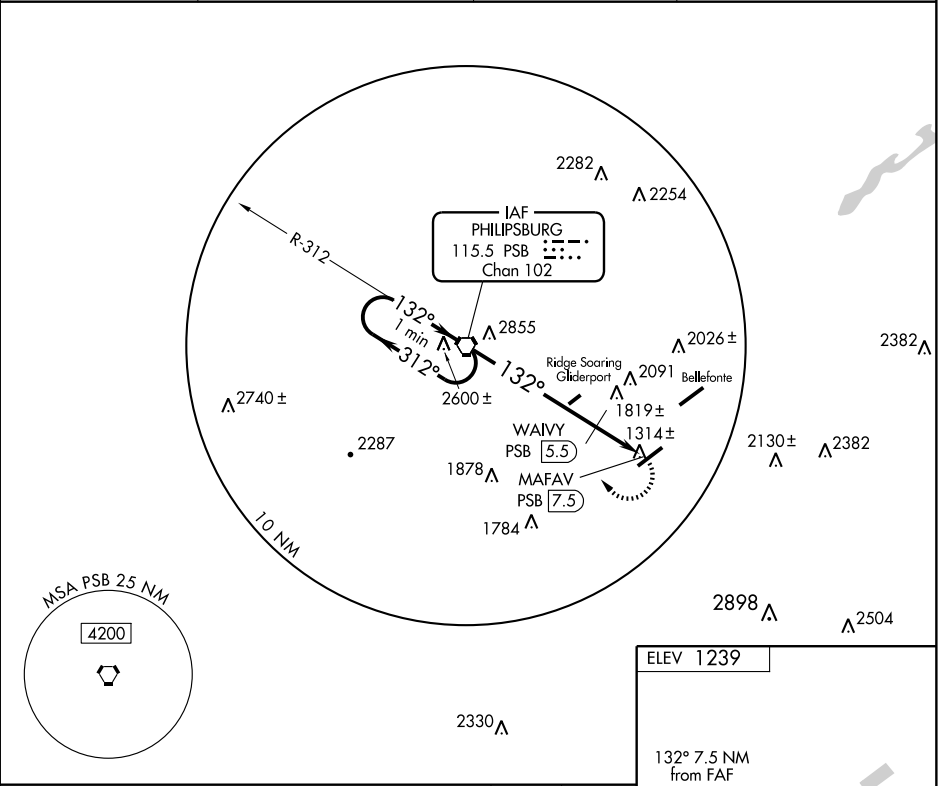 2282
2254
IAF
PHILIPSBURG
115.5 PSB
Chan 102
R-312
132°
1 min
312°
2855
2600 ±
132°
Ridge Soaring
Gliderport
2026 ±
2382
2091
Bellefonte
1819 ±
1314 ±
2740 ±
2287
WAIVY
PSB 5.5
1878
MAFAV
PSB 7.5
2130 ±
2382
1784
10 NM
MSA PSB 25 NM
4200
2898
2504
ELEV 1239
2330
132° 7.5 NM
from FAF